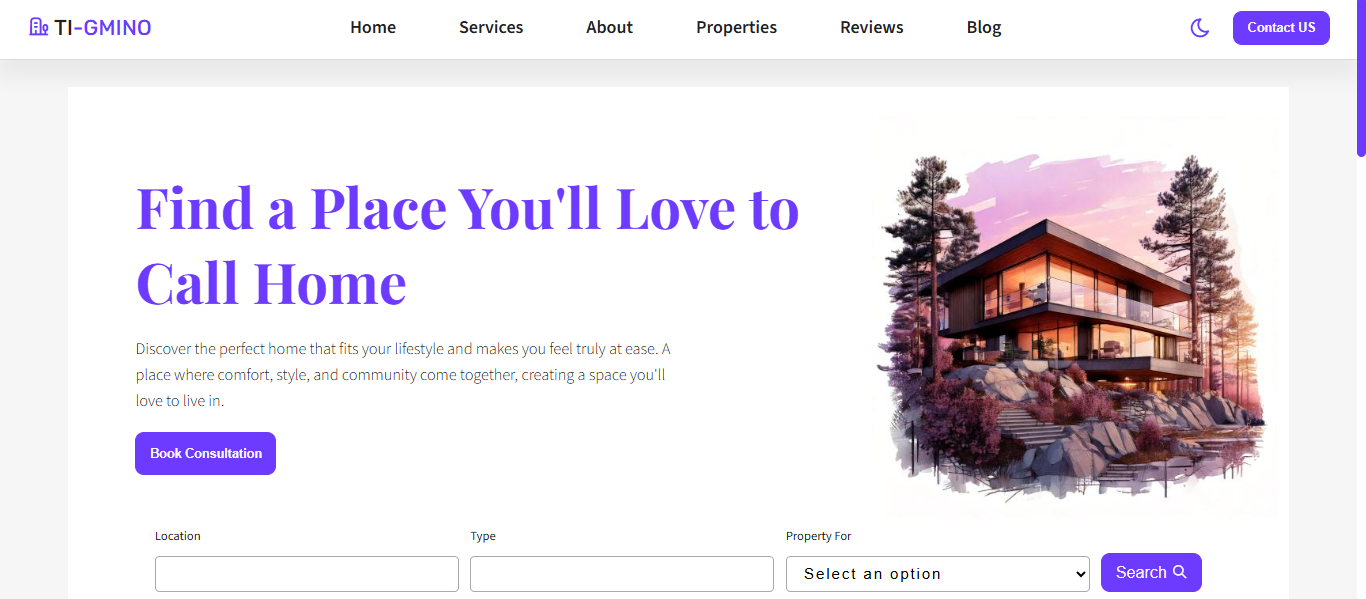 TI-GMINO
Home Services About Properties Reviews Blog
Contact US
Find a Place You'll Love to
Call Home
Discover the perfect home that fits your lifestyle and makes you feel truly at ease. A
place where comfort, style, and community come together, creating a space you'll
love to live in.
Book Consultation
Location Type Property For
Select an option Search